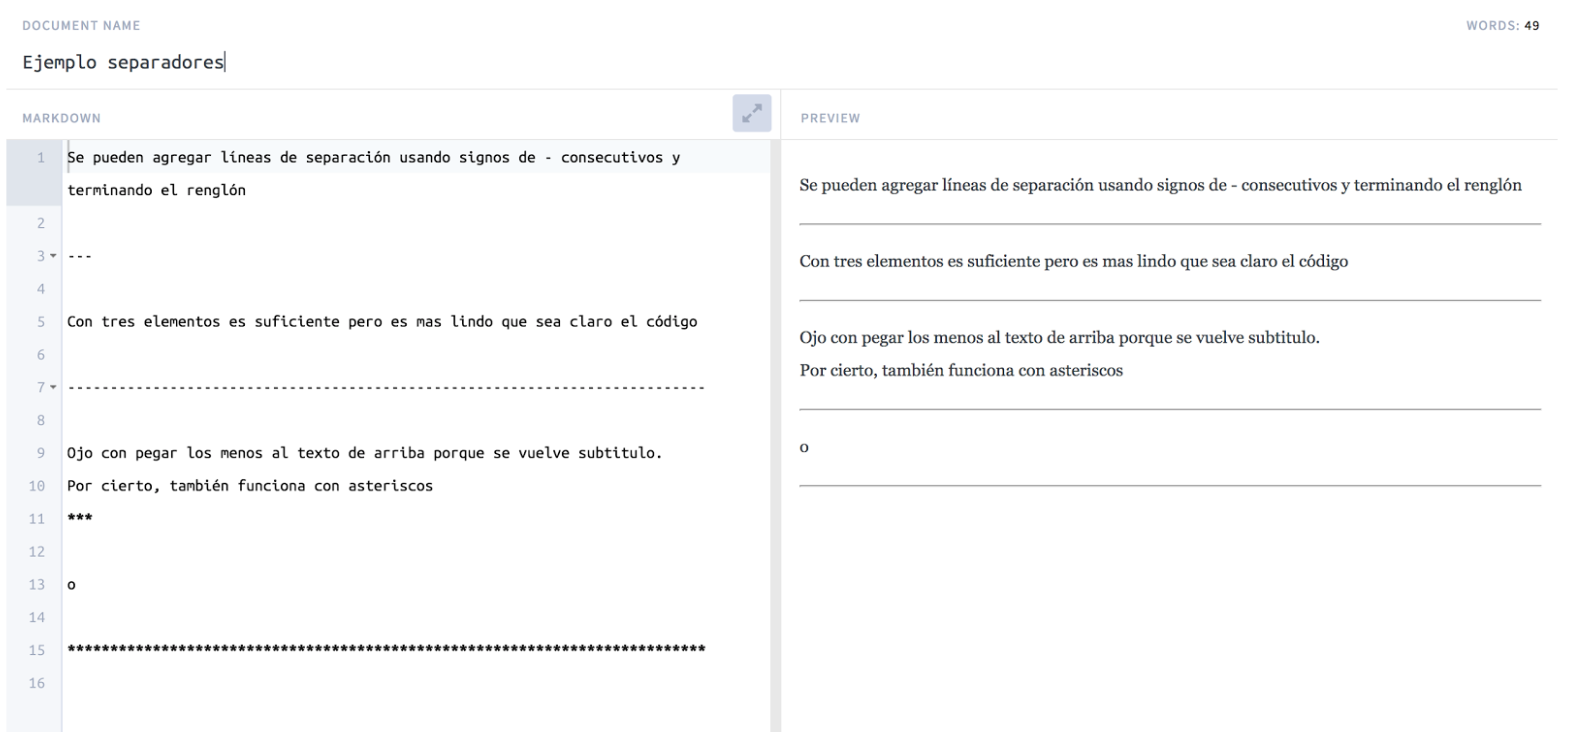 DOCUMENT NAME
WORDS: 49
Ejemplo separadores
MARKDOWN
PREVIEW
1 Se pueden agregar líneas de separación usando signos de - consecutivos y
terminando el renglón
2
3 ---
4
5 Con tres elementos es suficiente pero es mas lindo que sea claro el código
6
7 ---------------------------------------------------------------------------
8
9 Ojo con pegar los menos al texto de arriba porque se vuelve subtitulo.
10 Por cierto, también funciona con asteriscos
11 ***
12
13 o
14
15 ***************************************************************************
16
Se pueden agregar líneas de separación usando signos de - consecutivos y terminando el renglón
Con tres elementos es suficiente pero es mas lindo que sea claro el código
Ojo con pegar los menos al texto de arriba porque se vuelve subtitulo.
Por cierto, también funciona con asteriscos
o